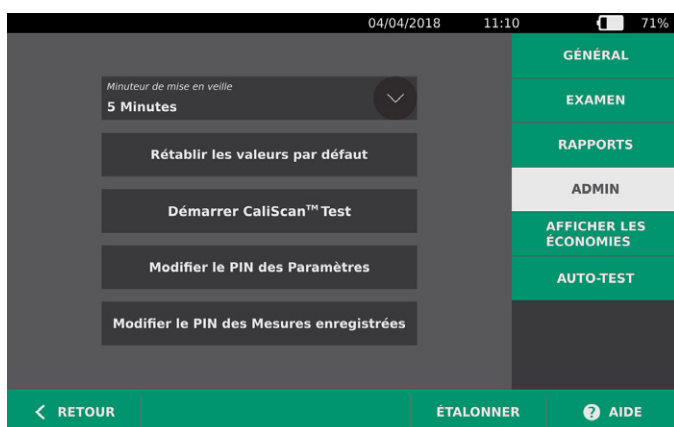 04/04/2018 11:10 71%
Minuteur de mise en veille
5 Minutes
Rétablir les valeurs par défaut
Démarrer CaliScan™ Test
Modifier le PIN des Paramètres
Modifier le PIN des Mesures enregistrées
GÉNÉRAL
EXAMEN
RAPPORTS
ADMIN
AFFICHER LES
ÉCONOMIES
AUTO-TEST
RETOUR
ÉTALONNER
? AIDE